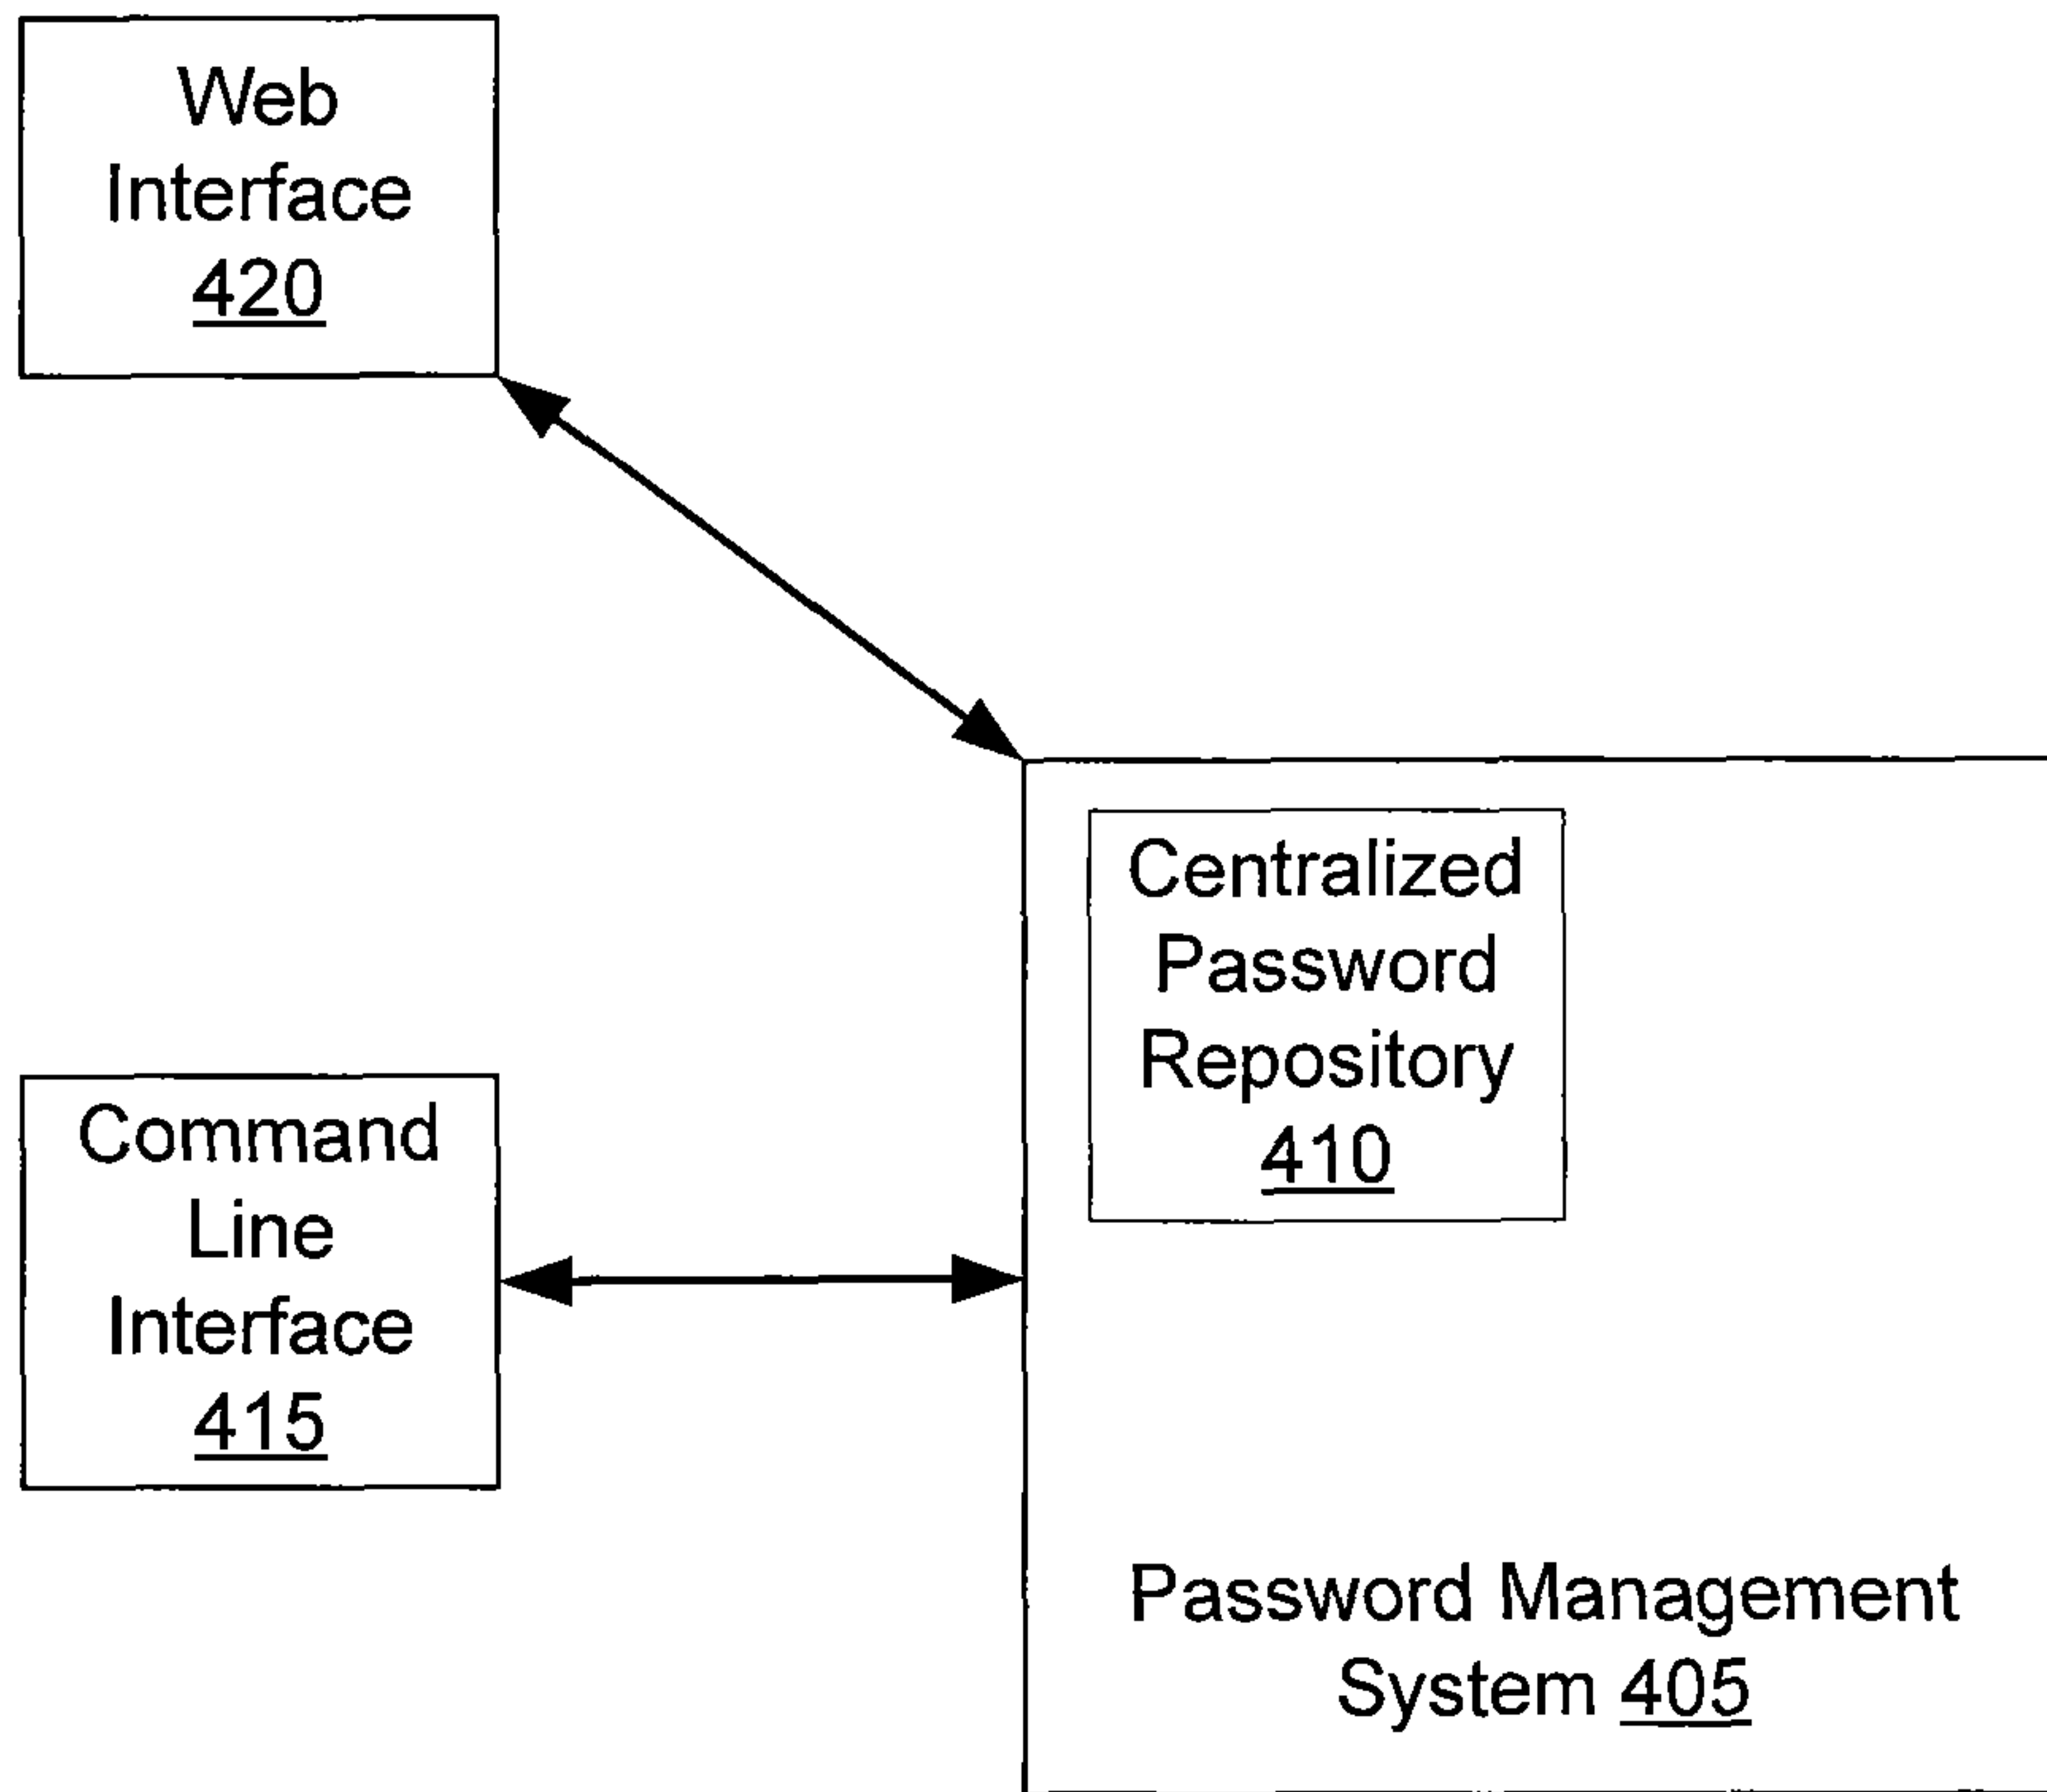 Web
Interface
420
Centralized
Password
Repository
410
Command
Line
Interface
415
Password Management
System 405